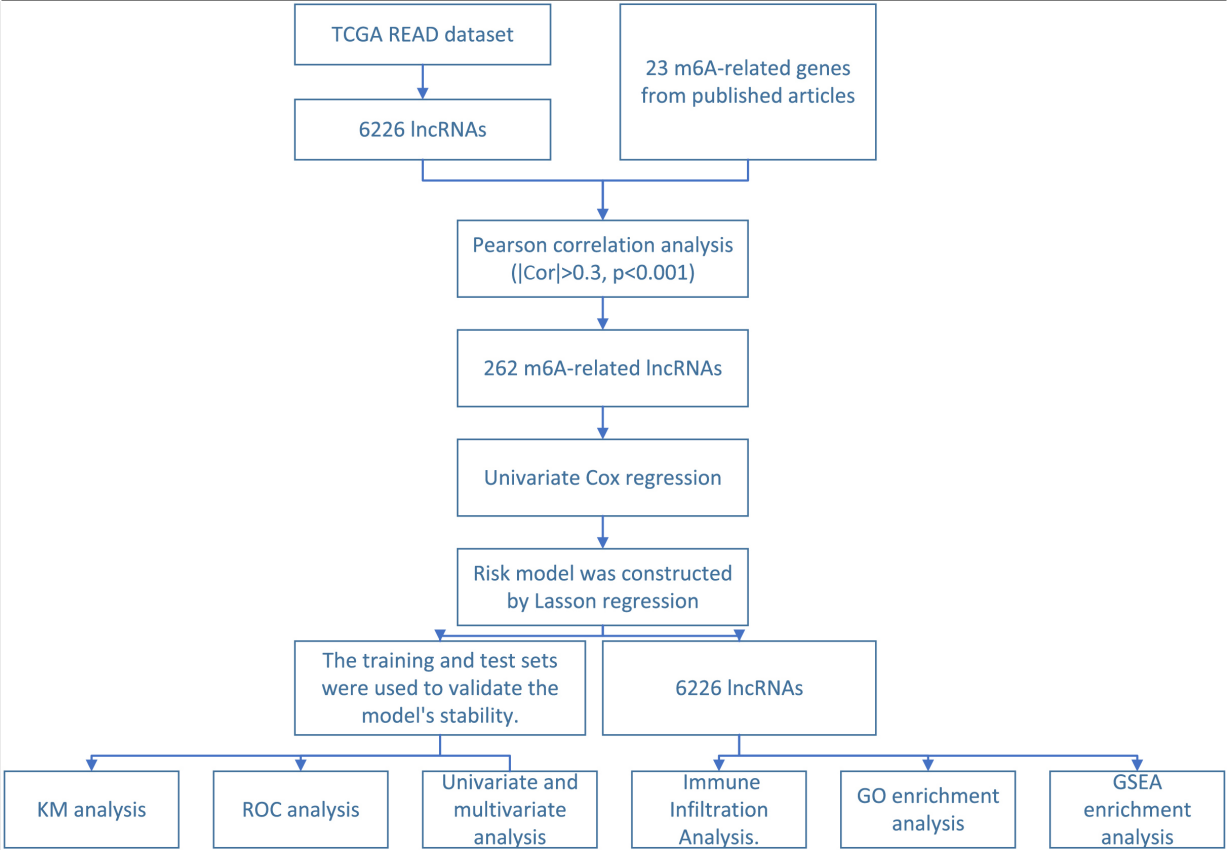 TCGA READ dataset
23 m6A-related genes
from published articles
6226 lncRNAs
Pearson correlation analysis
(|Cor|>0.3, p<0.001)
262 m6A-related lncRNAs
Univariate Cox regression
Risk model was constructed
by Lasson regression
The training and test sets
were used to validate the
model's stability.
6226 lncRNAs
KM analysis
ROC analysis
Univariate and
multivariate
analysis
Immune
Infiltration
Analysis.
GO enrichment
analysis
GSEA
enrichment
analysis